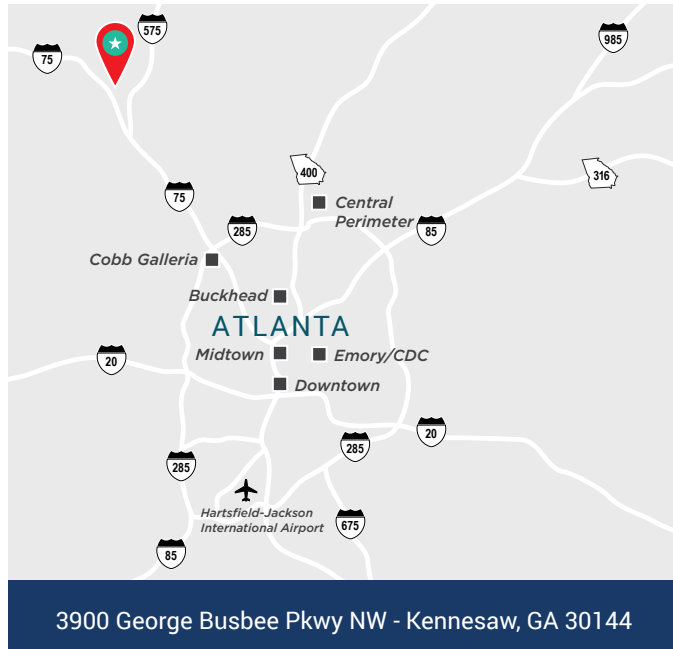 575
985
75
400
316
75
Central
Perimeter
285
85
Cobb Galleria
Buckhead
ATLANTA
Midtown
Emory/CDC
20
Downtown
20
285
285
Hartsfield-Jackson
International Airport
675
85
3900 George Busbee Pkwy NW - Kennesaw, GA 30144